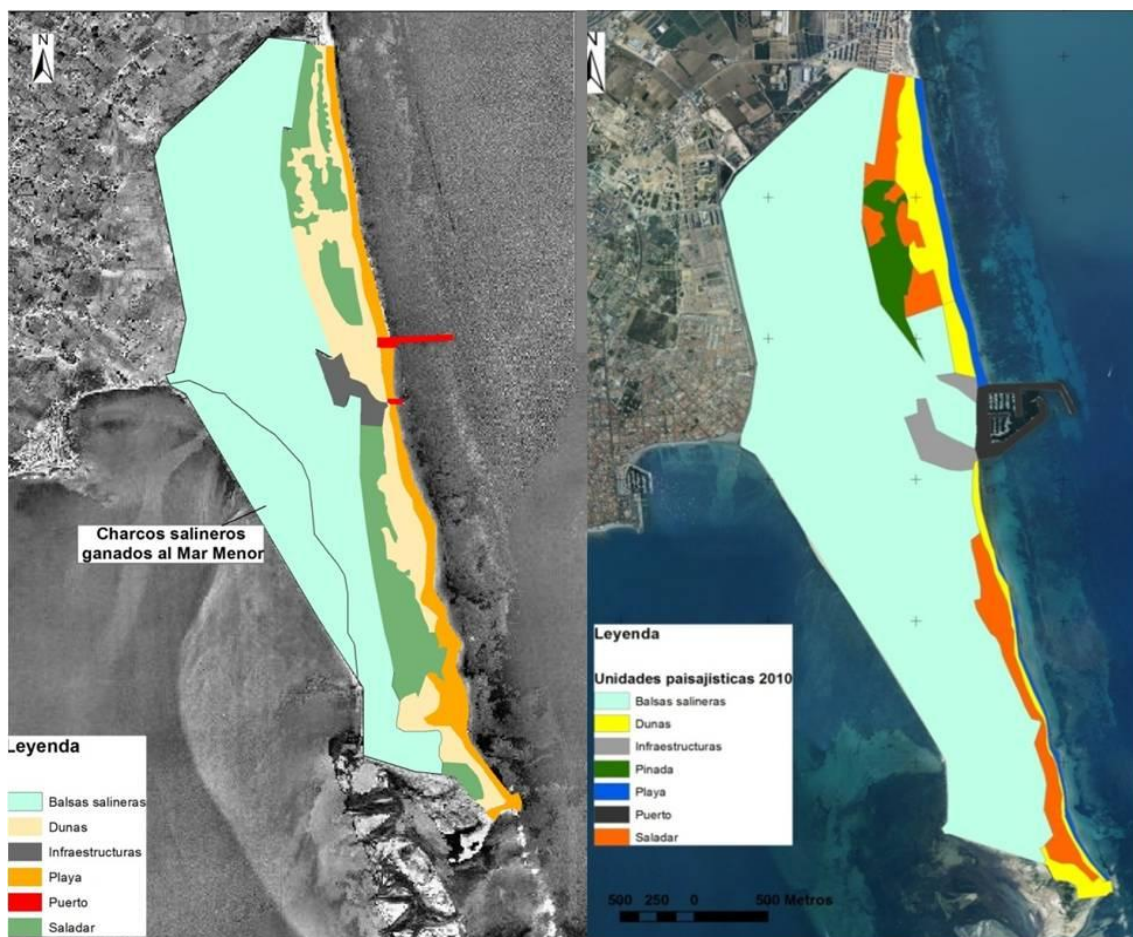 N
Charcos salineros
ganados al Mar Menor
Leyenda
Balsas salineras
Dunas
Infraestructuras
Playa
Puerto
Saladar
N
Leyenda
Unidades paisajísticas 2010
Balsas salineras
Dunas
Infraestructuras
Pinada
Playa
Puerto
Saladar
500 250 0 500 Metros